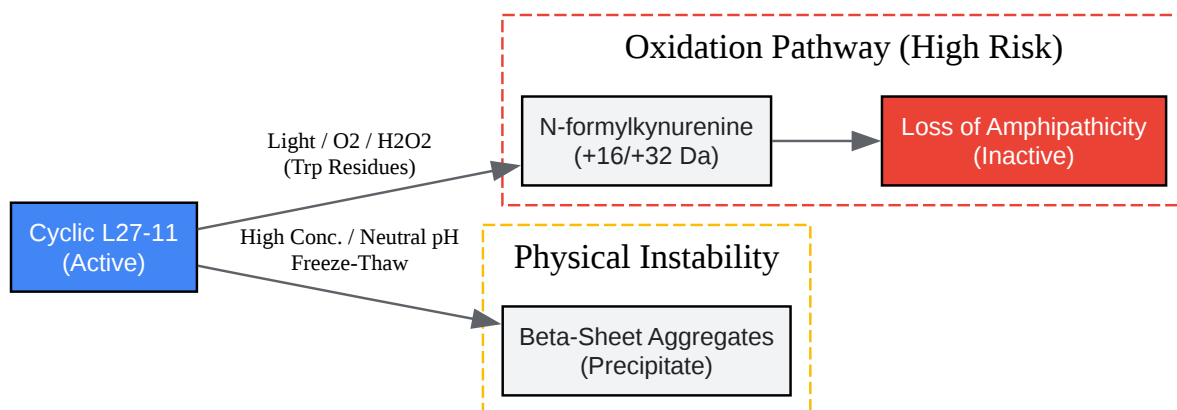 Oxidation Pathway (High Risk)
N-formylkynurenine
(+16/+32 Da)
Loss of Amphipathicity
(Inactive)
Light / O2 / H2O2
(Trp Residues)
Cyclic L27-11
(Active)
High Conc. / Neutral pH
Freeze-Thaw
Physical Instability
Beta-Sheet Aggregates
(Precipitate)